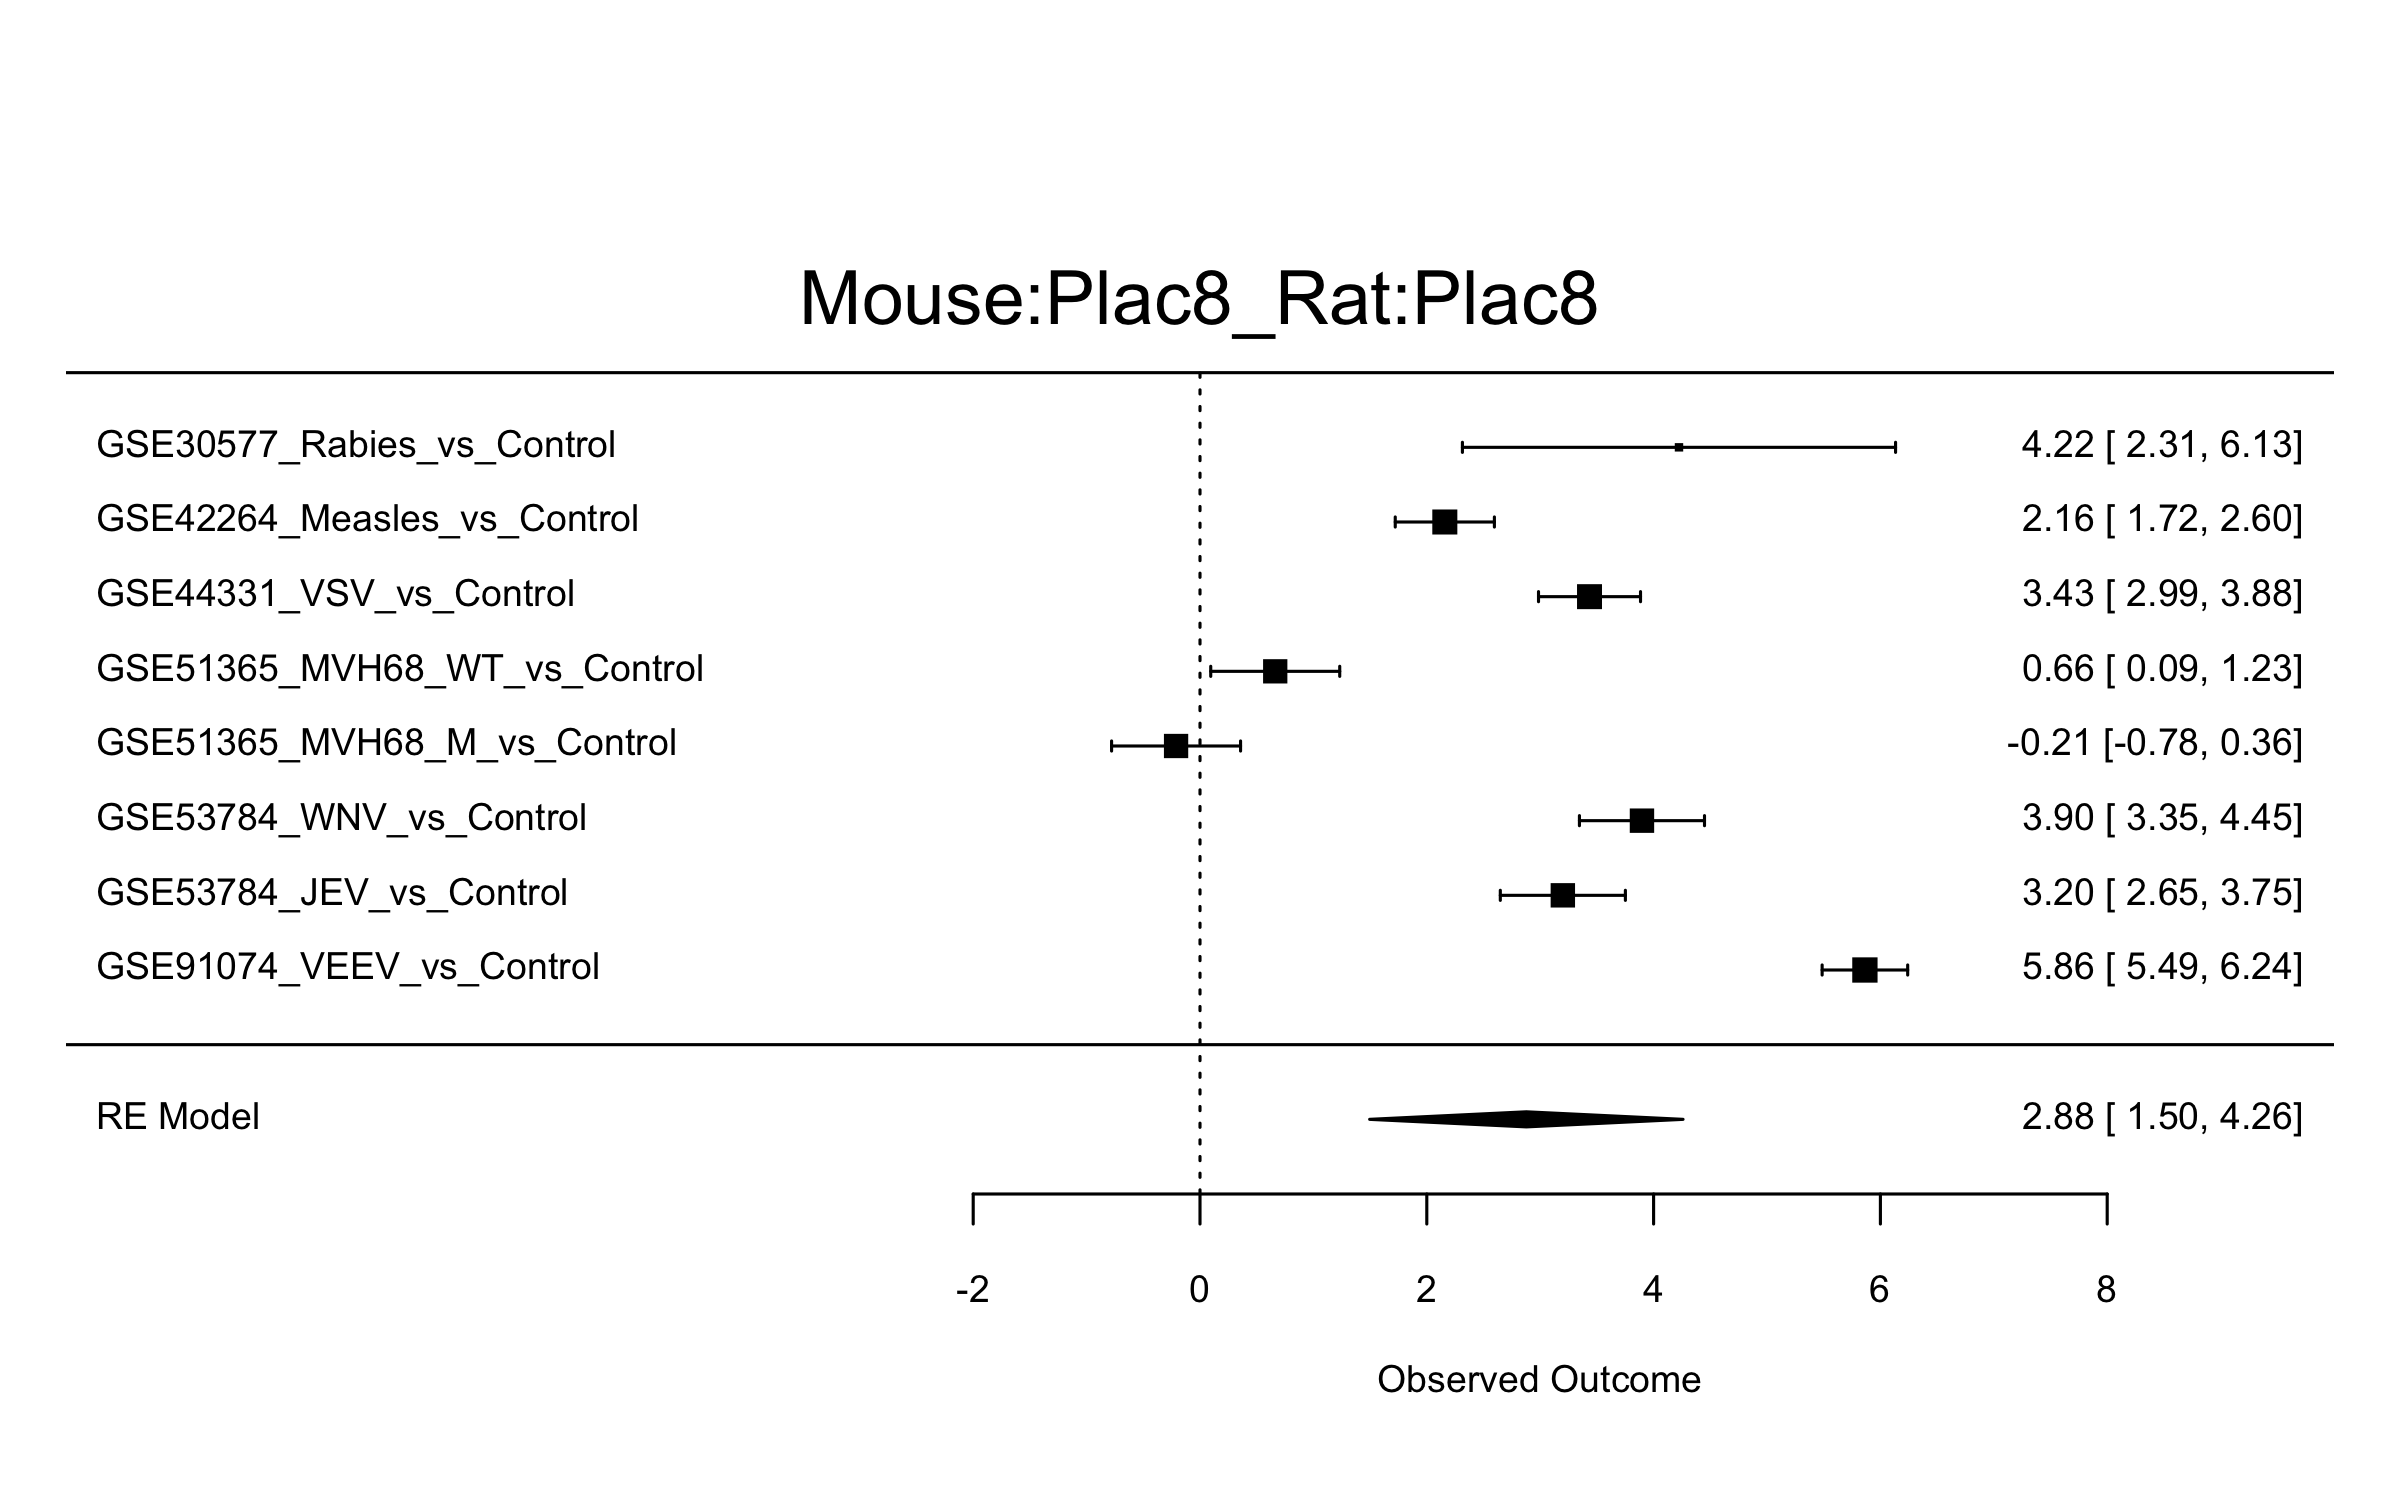 Mouse:Plac8_Rat:Plac8
GSE30577_Rabies_vs_Control 4.22 [ 2.31, 6.13]
GSE42264_Measles_vs_Control 2.16 [ 1.72, 2.60]
GSE44331_VSV_vs_Control 3.43 [ 2.99, 3.88]
GSE51365_MVH68_WT_vs_Control 0.66 [ 0.09, 1.23]
GSE51365_MVH68_M_vs_Control -0.21 [-0.78, 0.36]
GSE53784_WNV_vs_Control 3.90 [ 3.35, 4.45]
GSE53784_JEV_vs_Control 3.20 [ 2.65, 3.75]
GSE91074_VEEV_vs_Control 5.86 [ 5.49, 6.24]
RE Model 2.88 [ 1.50, 4.26]
-2 0 2 4 6 8
Observed Outcome